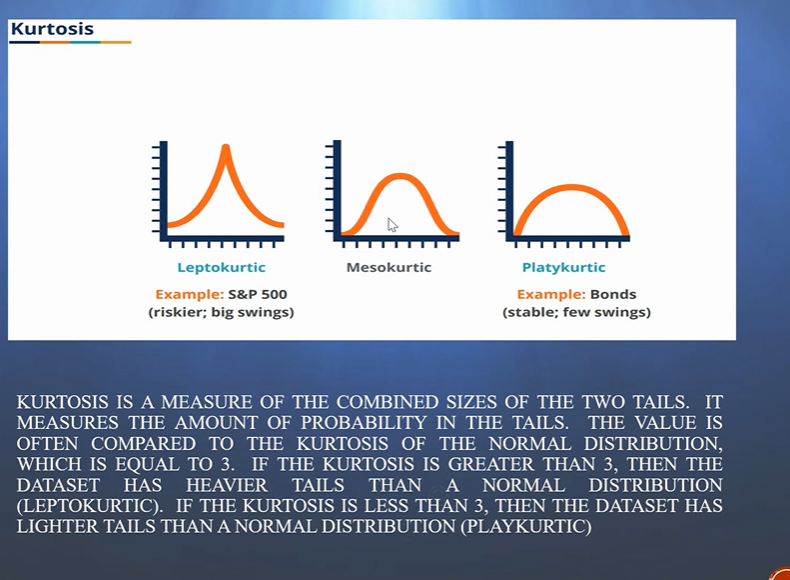 Kurtosis
Leptokurtic
Mesokurtic
Platykurtic
Example: S&P 500
(riskier; big swings)
Example: Bonds
(stable; few swings)
KURTOSIS IS A MEASURE OF THE COMBINED SIZES OF THE TWO TAILS. IT
MEASURES THE AMOUNT OF PROBABILITY IN THE TAILS. THE VALUE IS
OFTEN COMPARED TO THE KURTOSIS OF THE NORMAL DISTRIBUTION,
WHICH IS EQUAL TO 3. IF THE KURTOSIS IS GREATER THAN 3, THEN THE
DATASET HAS HEAVIER TAILS THAN A NORMAL DISTRIBUTION
(LEPTOKURTIC). IF THE KURTOSIS IS LESS THAN 3, THEN THE DATASET HAS
LIGHTER TAILS THAN A NORMAL DISTRIBUTION (PLAYKURTIC)